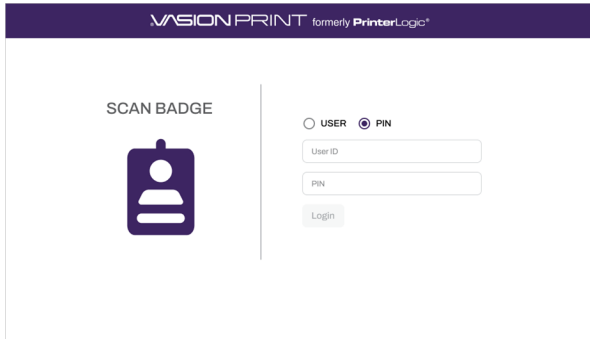 VASION PRINT formerly PrinterLogic®
SCAN BADGE
USER PIN
User ID
PIN
Login